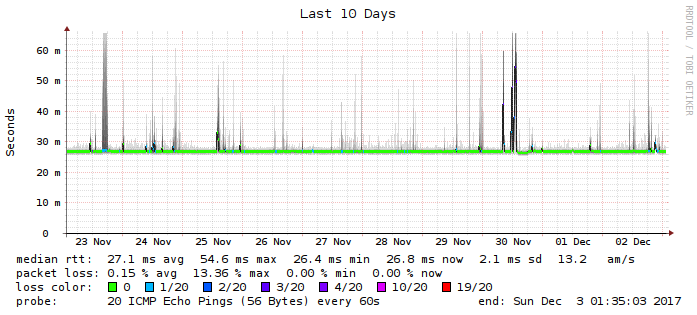 Last 10 Days
RRDTOOL / TOBI OETIKER
Seconds
60 m
50 m
40 m
30 m
20 m
10 m
0
23 Nov 24 Nov 25 Nov 26 Nov 27 Nov 28 Nov 29 Nov 30 Nov 01 Dec 02 Dec
median rtt: 27.1 ms avg 54.6 ms max 26.4 ms min 26.8 ms now 2.1 ms sd 13.2 am/s
packet loss: 0.15 % avg 13.36 % max 0.00 % min 0.00 % now
loss color: 0 1/20 2/20 3/20 4/20 10/20 19/20
probe: 20 ICMP Echo Pings (56 Bytes) every 60s end: Sun Dec 3 01:35:03 2017